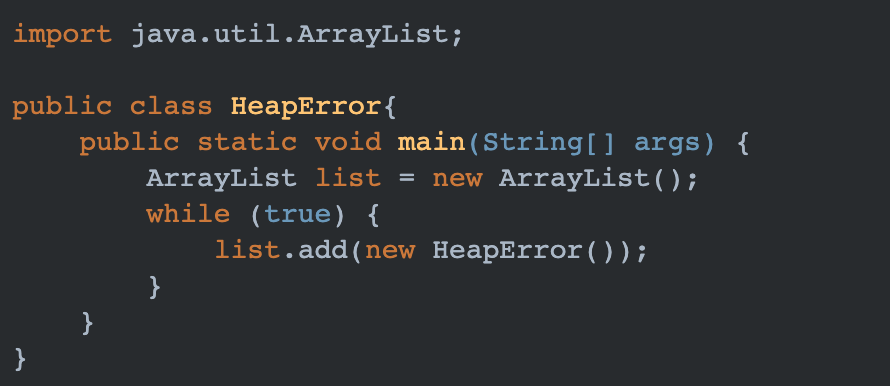 import java.util.ArrayList;
public class HeapError{
    public static void main(String[] args) {
        ArrayList list = new ArrayList();
        while (true) {
            list.add(new HeapError());
        }
    }
}